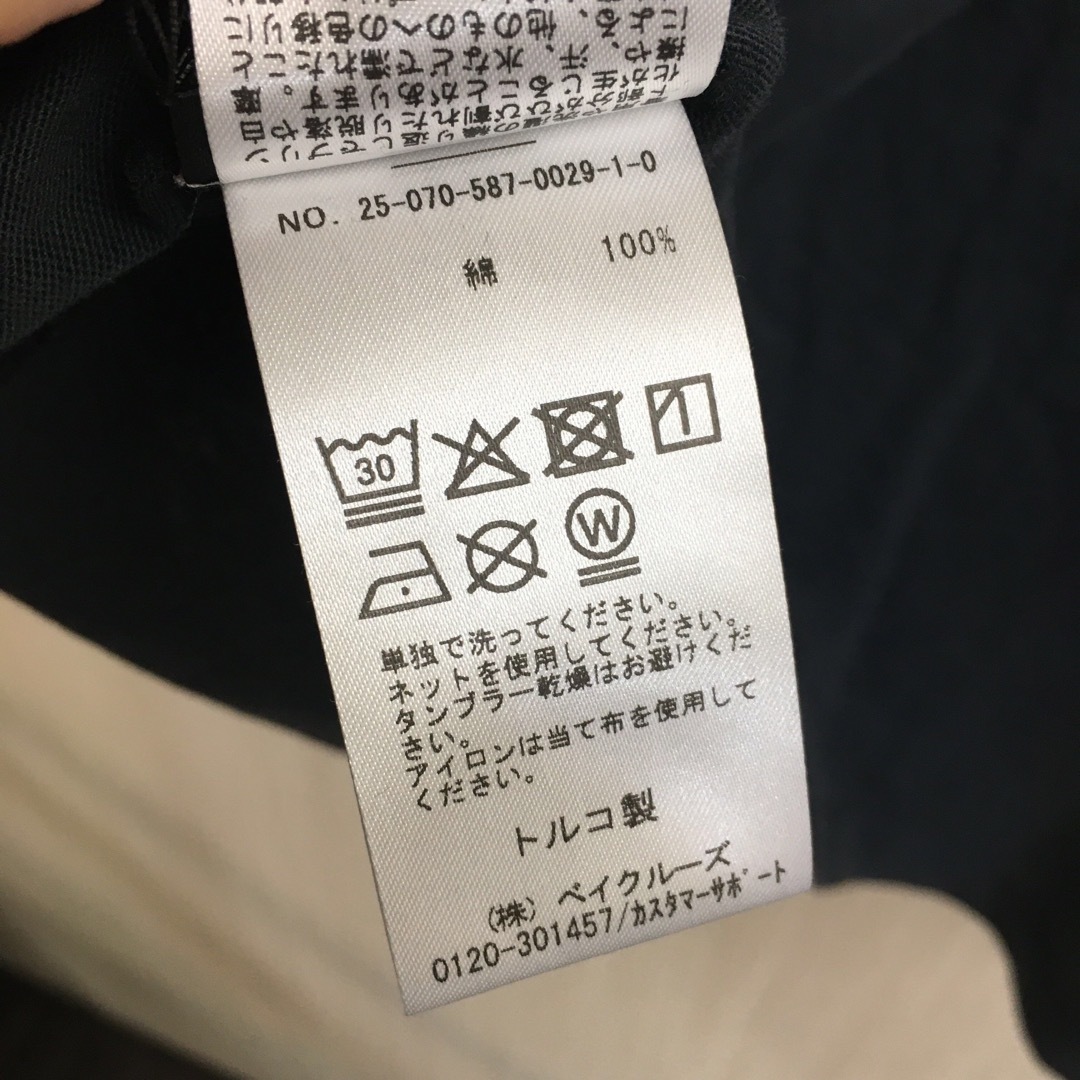 NO. 25-070-587-0029-1-0
綿 100%
30
W
単独で洗ってください。
ネットを使用してください。
タンブラー乾燥はお避けくだ
さい。
アイロンは当て布を使用して
ください。
トルコ製
(株) ベイクルーズ
0120-301457/カスタマーサポート